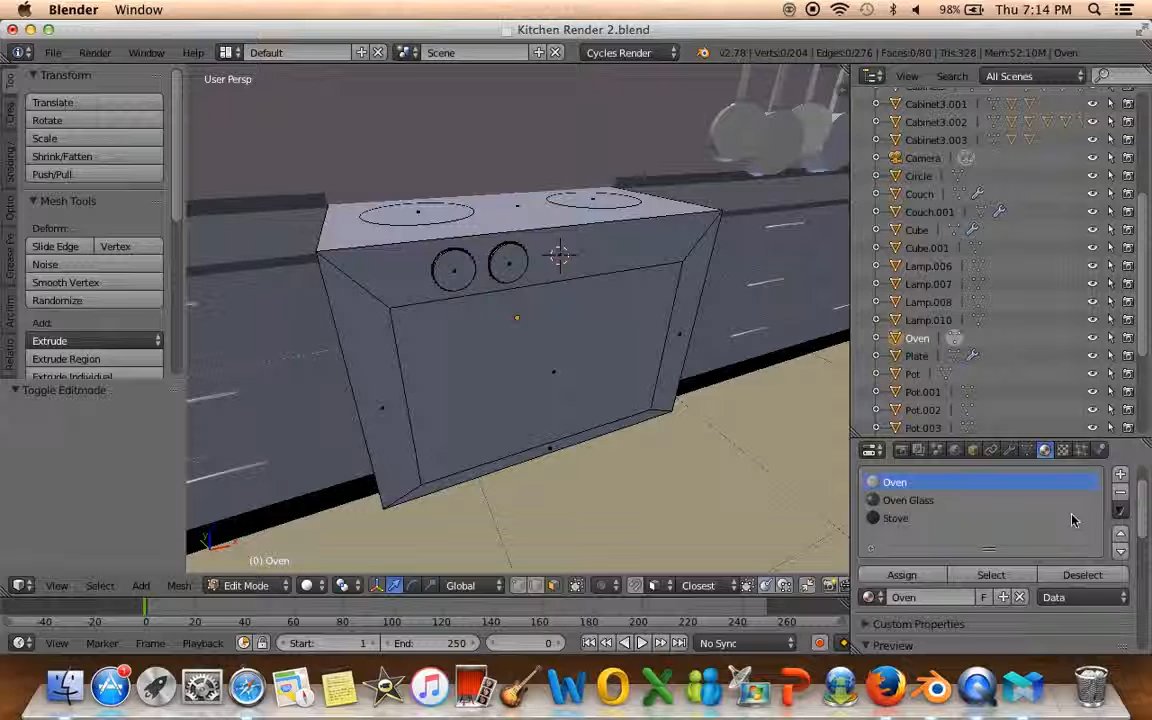 Blender Window 98% Thu 7:14 PM
Kitchen Render 2.blend
File Render Window Help Default Scene Cycles Render v2.78 | Verts:0/204 | Edges:0/276 | Faces:0/80 | Tris:328 | Mem:52.10M | Oven
Transform
Translate
Rotate
Scale
Shrink/Fatten
Push/Pull
Mesh Tools
Deform:
Slide Edge Vertex
Noise
Smooth Vertex
Randomize
Add:
Extrude
Extrude Region
Extrude Individual
Toggle Editmode
User Persp
(0) Oven
View Search All Scenes
Cabinet3.001
Cabinet3.002
Cabinet3.003
Camera
Circle
Couch
Couch.001
Cube
Cube.001
Lamp.006
Lamp.007
Lamp.008
Lamp.010
Oven
Plate
Pot
Pot.001
Pot.002
Pot.003
Oven
Oven Glass
Stove
Assign Select Deselect
Oven F Data
Custom Properties
Preview
View Select Add Mesh Edit Mode Global Closest
-40 -20 0 20 40 60 80 100 120 140 160 180 200 220 240 260
View Marker Frame Playback Start: 1 End: 250 0 No Sync